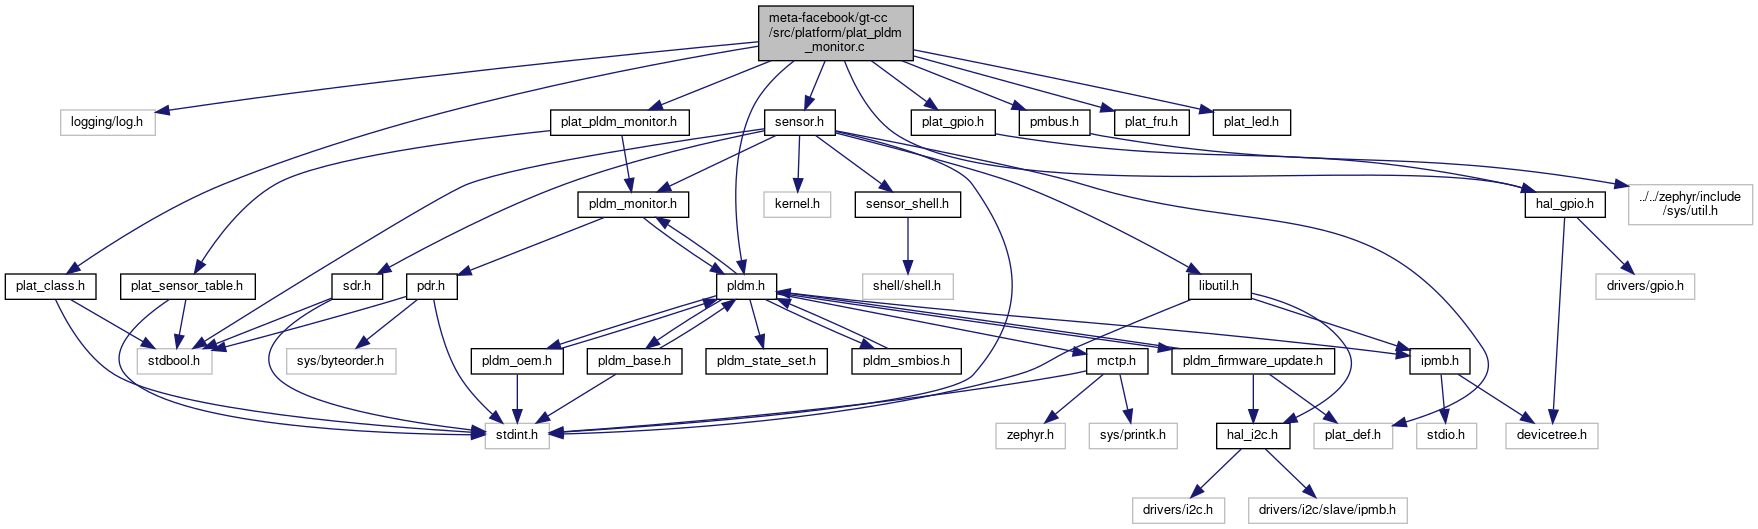 meta-facebook/gt-cc
/src/platform/plat_pldm
_monitor.c
logging/log.h
plat_pldm_monitor.h
sensor.h
plat_gpio.h
pmbus.h
plat_fru.h
plat_led.h
pldm_monitor.h
kernel.h
sensor_shell.h
hal_gpio.h
../../zephyr/include
/sys/util.h
plat_class.h
plat_sensor_table.h
sdr.h
pdr.h
pldm.h
shell/shell.h
libutil.h
drivers/gpio.h
stdbool.h
sys/byteorder.h
pldm_oem.h
pldm_base.h
pldm_state_set.h
pldm_smbios.h
mctp.h
pldm_firmware_update.h
ipmb.h
stdint.h
zephyr.h
sys/printk.h
hal_i2c.h
plat_def.h
stdio.h
devicetree.h
drivers/i2c.h
drivers/i2c/slave/ipmb.h